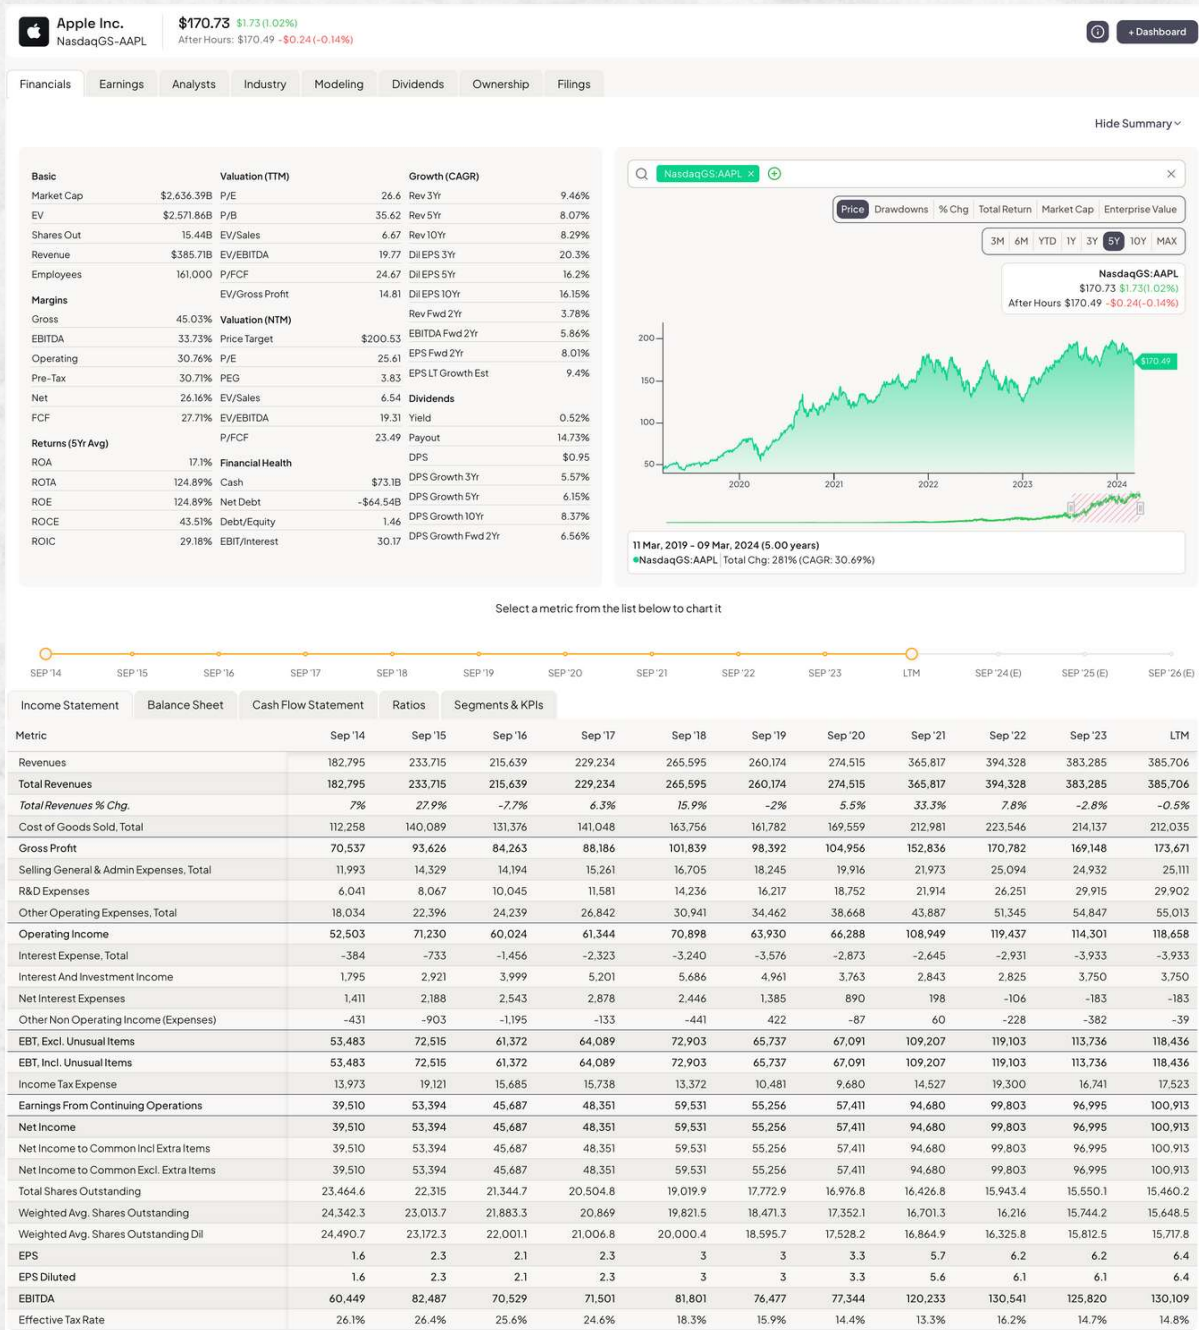 Apple Inc.
NasdaqGS-AAPL
$170.73 $1.73 (1.02%)
After Hours: $170.49 -$0.24 (-0.14%)
+ Dashboard
Financials Earnings Analysts Industry Modeling Dividends Ownership Filings
Hide Summary
Basic
Market Cap $2,636.39B
EV $2,571.86B
Shares Out 15.44B
Revenue $385.71B
Employees 161,000
Margins
Gross 45.03%
EBITDA 33.73%
Operating 30.76%
Pre-Tax 30.71%
Net 26.16%
FCF 27.71%
Returns (5Yr Avg)
ROA 17.1%
ROTA 124.89%
ROE 124.89%
ROCE 43.51%
ROIC 29.18%
Valuation (TTM)
P/E 26.6
P/B 35.62
EV/Sales 6.67
EV/EBITDA 19.77
P/FCF 24.67
EV/Gross Profit 14.81
Valuation (NTM)
Price Target $200.53
P/E 25.61
PEG 3.83
EV/Sales 6.54
EV/EBITDA 19.31
P/FCF 23.49
Financial Health
Cash $73.1B
Net Debt -$64.54B
Debt/Equity 1.46
EBIT/Interest 30.17
Growth (CAGR)
Rev 3Yr 9.46%
Rev 5Yr 8.07%
Rev 10Yr 8.29%
Dil EPS 3Yr 20.3%
Dil EPS 5Yr 16.2%
Dil EPS 10Yr 16.15%
Rev Fwd 2Yr 3.78%
EBITDA Fwd 2Yr 5.86%
EPS Fwd 2Yr 8.01%
EPS LT Growth Est 9.4%
Dividends
Yield 0.52%
Payout 14.73%
DPS $0.95
DPS Growth 3Yr 5.57%
DPS Growth 5Yr 6.15%
DPS Growth 10Yr 8.37%
DPS Growth Fwd 2Yr 6.56%
NasdaqGS:AAPL ×
Price Drawdowns % Chg Total Return Market Cap Enterprise Value
3M 6M YTD 1Y 3Y 5Y 10Y MAX
NasdaqGS:AAPL
$170.73 $1.73(1.02%)
After Hours $170.49 -$0.24(-0.14%)
200
150
100
50
$170.49
2020 2021 2022 2023 2024
11 Mar, 2019 - 09 Mar, 2024 (5.00 years)
NasdaqGS:AAPL | Total Chg: 281% (CAGR: 30.69%)
Select a metric from the list below to chart it
SEP '14 SEP '15 SEP '16 SEP '17 SEP '18 SEP '19 SEP '20 SEP '21 SEP '22 SEP '23 LTM SEP '24 (E) SEP '25 (E) SEP '26 (E)
Income Statement Balance Sheet Cash Flow Statement Ratios Segments & KPIs
Metric Sep '14 Sep '15 Sep '16 Sep '17 Sep '18 Sep '19 Sep '20 Sep '21 Sep '22 Sep '23 LTM
Revenues 182,795 233,715 215,639 229,234 265,595 260,174 274,515 365,817 394,328 383,285 385,706
Total Revenues 182,795 233,715 215,639 229,234 265,595 260,174 274,515 365,817 394,328 383,285 385,706
Total Revenues % Chg. 7% 27.9% -7.7% 6.3% 15.9% -2% 5.5% 33.3% 7.8% -2.8% -0.5%
Cost of Goods Sold, Total 112,258 140,089 131,376 141,048 163,756 161,782 169,559 212,981 223,546 214,137 212,035
Gross Profit 70,537 93,626 84,263 88,186 101,839 98,392 104,956 152,836 170,782 169,148 173,671
Selling General & Admin Expenses, Total 11,993 14,329 14,194 15,261 16,705 18,245 19,916 21,973 25,094 24,932 25,111
R&D Expenses 6,041 8,067 10,045 11,581 14,236 16,217 18,752 21,914 26,251 29,915 29,902
Other Operating Expenses, Total 18,034 22,396 24,239 26,842 30,941 34,462 38,668 43,887 51,345 54,847 55,013
Operating Income 52,503 71,230 60,024 61,344 70,898 63,930 66,288 108,949 119,437 114,301 118,658
Interest Expense, Total -384 -733 -1,456 -2,323 -3,240 -3,576 -2,873 -2,645 -2,931 -3,933 -3,933
Interest And Investment Income 1,795 2,921 3,999 5,201 5,686 4,961 3,763 2,843 2,825 3,750 3,750
Net Interest Expenses 1,411 2,188 2,543 2,878 2,446 1,385 890 198 -106 -183 -183
Other Non Operating Income (Expenses) -431 -903 -1,195 -133 -441 422 -87 60 -228 -382 -39
EBT, Excl. Unusual Items 53,483 72,515 61,372 64,089 72,903 65,737 67,091 109,207 119,103 113,736 118,436
EBT, Incl. Unusual Items 53,483 72,515 61,372 64,089 72,903 65,737 67,091 109,207 119,103 113,736 118,436
Income Tax Expense 13,973 19,121 15,685 15,738 13,372 10,481 9,680 14,527 19,300 16,741 17,523
Earnings From Continuing Operations 39,510 53,394 45,687 48,351 59,531 55,256 57,411 94,680 99,803 96,995 100,913
Net Income 39,510 53,394 45,687 48,351 59,531 55,256 57,411 94,680 99,803 96,995 100,913
Net Income to Common Incl Extra Items 39,510 53,394 45,687 48,351 59,531 55,256 57,411 94,680 99,803 96,995 100,913
Net Income to Common Excl. Extra Items 39,510 53,394 45,687 48,351 59,531 55,256 57,411 94,680 99,803 96,995 100,913
Total Shares Outstanding 23,464.6 22,315 21,344.7 20,504.8 19,019.9 17,772.9 16,976.8 16,426.8 15,943.4 15,550.1 15,460.2
Weighted Avg. Shares Outstanding 24,342.3 23,013.7 21,883.3 20,869 19,821.5 18,471.3 17,352.1 16,701.3 16,216 15,744.2 15,648.5
Weighted Avg. Shares Outstanding Dil 24,490.7 23,172.3 22,001.1 21,006.8 20,000.4 18,595.7 17,528.2 16,864.9 16,325.8 15,812.5 15,717.8
EPS 1.6 2.3 2.1 2.3 3 3 3.3 5.7 6.2 6.2 6.4
EPS Diluted 1.6 2.3 2.1 2.3 3 3 3.3 5.6 6.1 6.1 6.4
EBITDA 60,449 82,487 70,529 71,501 81,801 76,477 77,344 120,233 130,541 125,820 130,109
Effective Tax Rate 26.1% 26.4% 25.6% 24.6% 18.3% 15.9% 14.4% 13.3% 16.2% 14.7% 14.8%